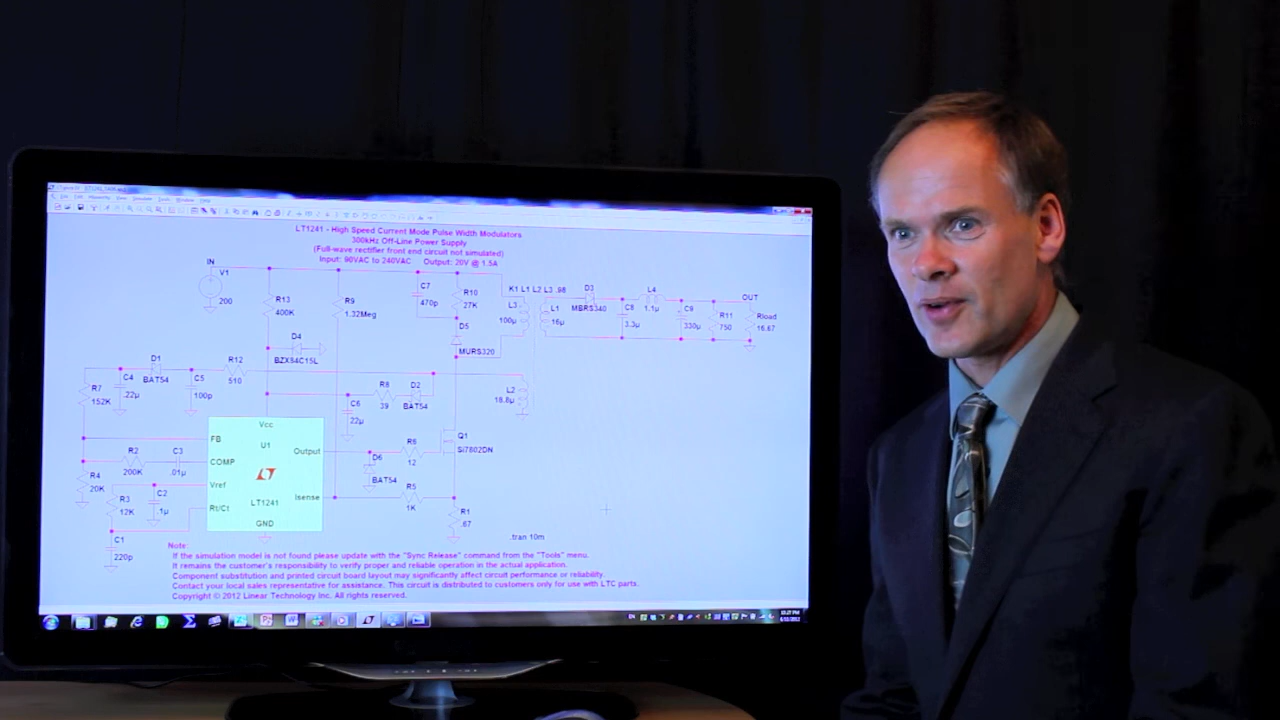 LT1241 - High Speed Current Mode Pulse Width Modulators
300kHz Off-Line Power Supply
(Full-wave rectifier front end circuit not simulated)
Input: 90VAC to 240VAC Output: 20V @ 1.5A
IN
V1
200
R13
400K
R9
1.32Meg
C7
470p
R10
27K
D5
MURS320
K1 L1 L2 L3 .98
L3
100µ
L1
16µ
D3
MBRS340
C8
3.3µ
L4
1.1µ
C9
330µ
R11
750
OUT
Rload
16.67
D4
BZX84C15L
D1
BAT54
R12
510
C4
.22µ
C5
100p
R7
152K
R8
39
D2
BAT54
C6
22µ
L2
18.8µ
Vcc
FB
U1
Output
COMP
Vref
LT1241
Isense
Rt/Ct
GND
R2
200K
C3
.01µ
R4
20K
R3
12K
C2
.1µ
C1
220p
D6
BAT54
R6
12
Q1
Si7802DN
R5
1K
R1
.67
.tran 10m
Note:
If the simulation model is not found please update with the "Sync Release" command from the "Tools" menu.
It remains the customer's responsibility to verify proper and reliable operation in the actual application.
Component substitution and printed circuit board layout may significantly affect circuit performance or reliability.
Contact your local sales representative for assistance. This circuit is distributed to customers only for use with LTC parts.
Copyright © 2012 Linear Technology Inc. All rights reserved.
EN